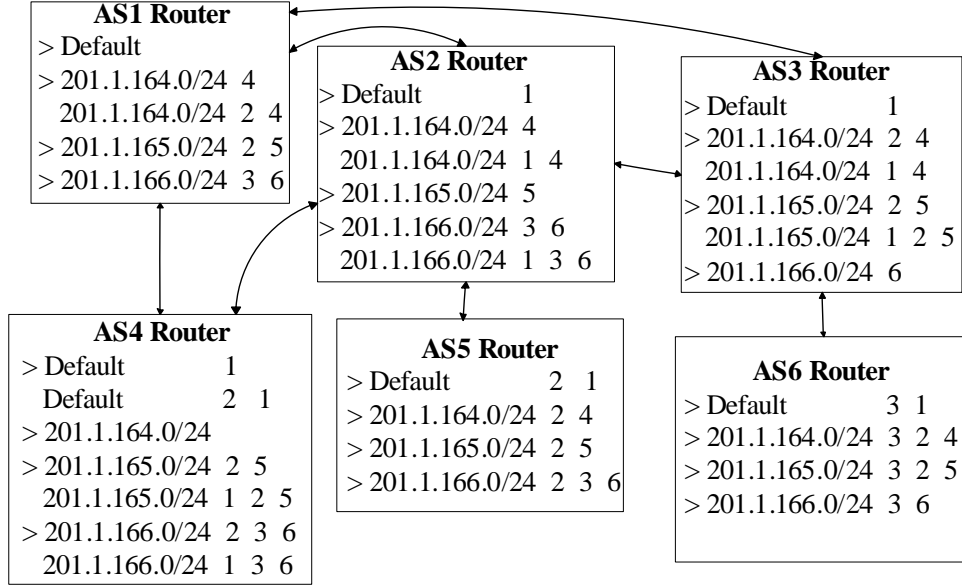 AS1 Router
> Default
> 201.1.164.0/24 4
201.1.164.0/24 2 4
> 201.1.165.0/24 2 5
> 201.1.166.0/24 3 6
AS2 Router
> Default 1
> 201.1.164.0/24 4
201.1.164.0/24 1 4
> 201.1.165.0/24 5
> 201.1.166.0/24 3 6
201.1.166.0/24 1 3 6
AS3 Router
> Default 1
> 201.1.164.0/24 2 4
201.1.164.0/24 1 4
> 201.1.165.0/24 2 5
201.1.165.0/24 1 2 5
> 201.1.166.0/24 6
AS4 Router
> Default 1
Default 2 1
> 201.1.164.0/24
> 201.1.165.0/24 2 5
201.1.165.0/24 1 2 5
> 201.1.166.0/24 2 3 6
201.1.166.0/24 1 3 6
AS5 Router
> Default 2 1
> 201.1.164.0/24 2 4
> 201.1.165.0/24 2 5
> 201.1.166.0/24 2 3 6
AS6 Router
> Default 3 1
> 201.1.164.0/24 3 2 4
> 201.1.165.0/24 3 2 5
> 201.1.166.0/24 3 6